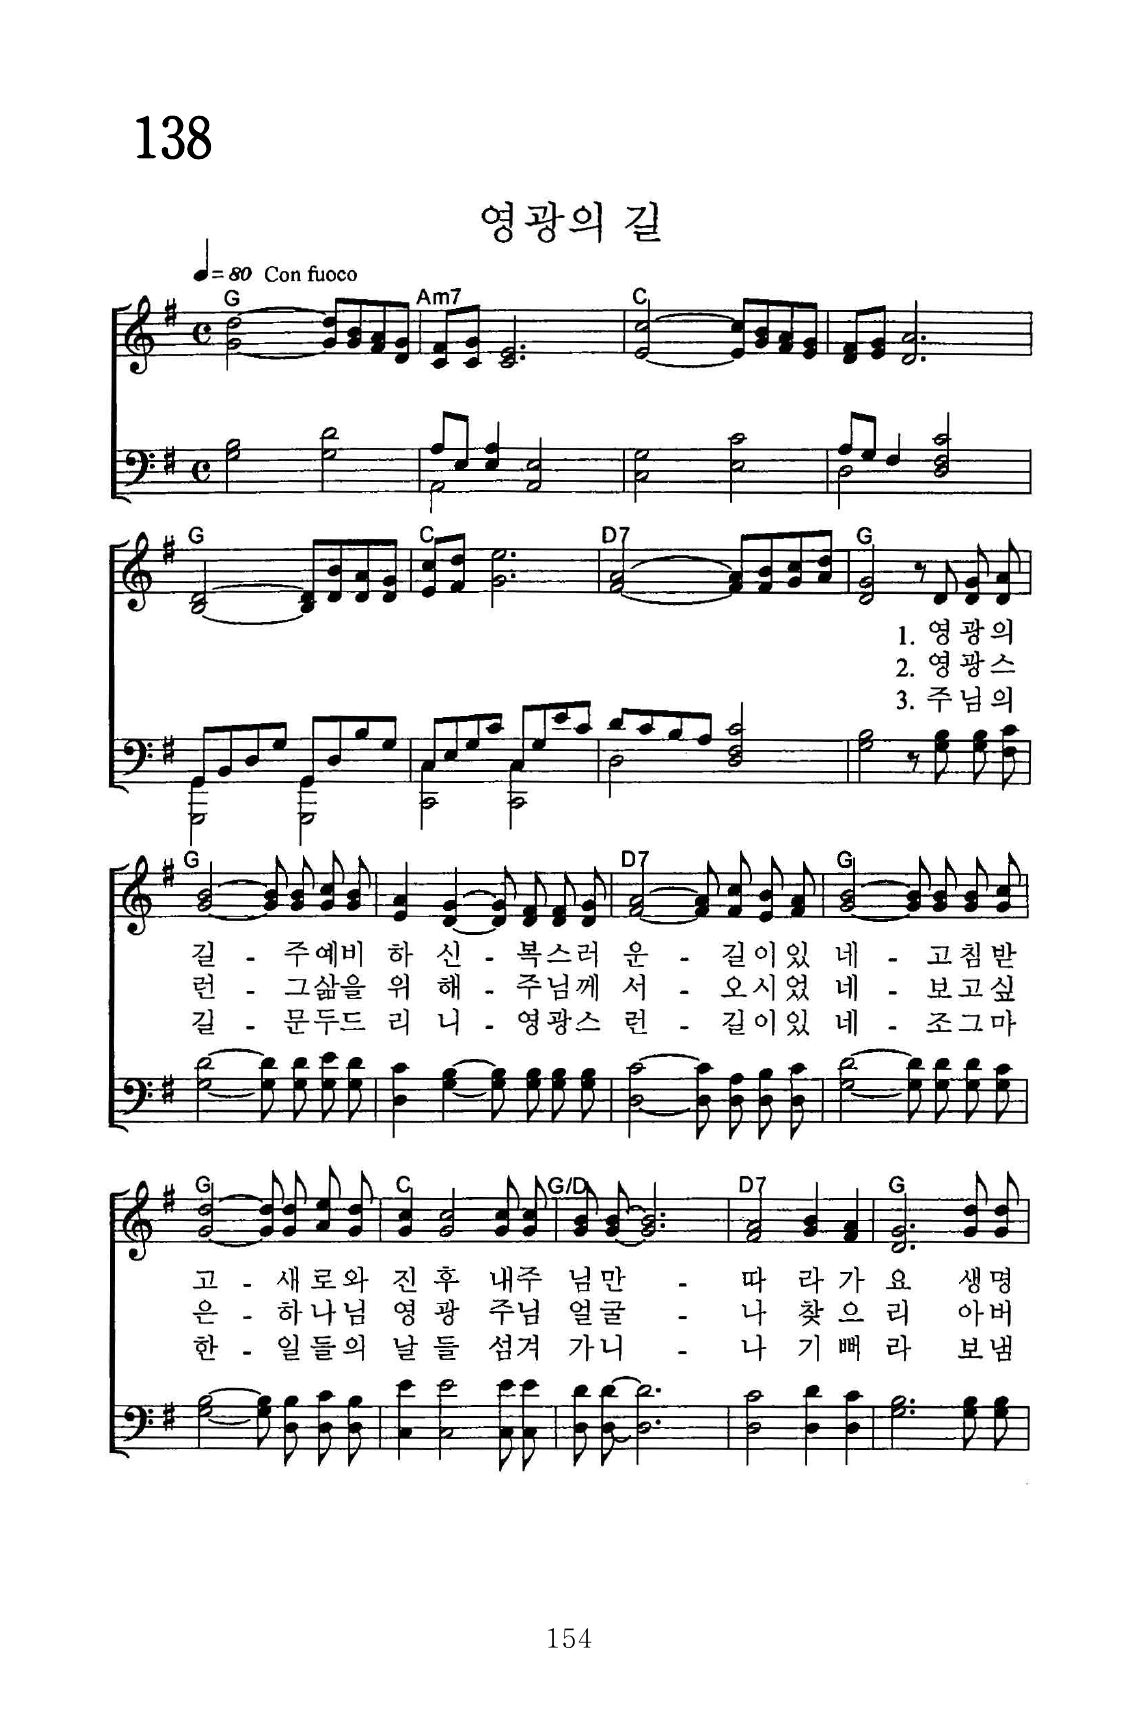 138
영광의 길
♩= 80 Con fuoco
G Am7 C
G C D7 G
1. 영 광 의
2. 영 광 스
3. 주 님 의
G D7 G
길 - 주예비 하 신 - 복스러 운 - 길이있 네 - 고침받
런 - 그삶을 위 해 - 주님께 서 - 오시었 네 - 보고싶
길 - 문두드 리 니 - 영광스 런 - 길이있 네 - 조그마
G C G/D D7 G
고 - 새로와 진 후 내주 님만 - 따 라가 요 생명
은 - 하나님 영 광 주님 얼굴 - 나 찾으 리 아버
한 - 일들의 날 들 섬겨 가니 - 나 기뻐 라 보냄
154